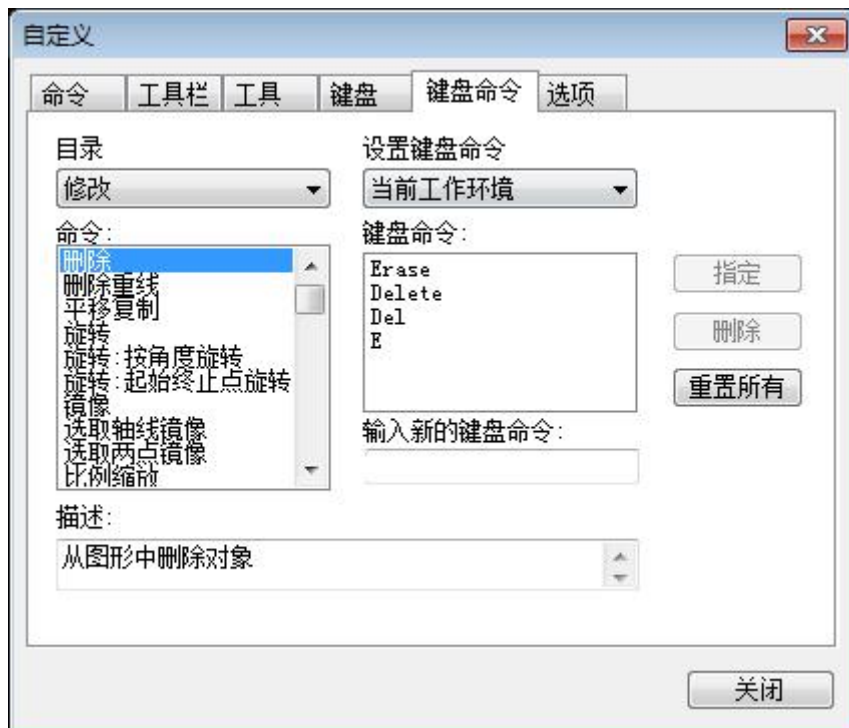 自定义
命令 工具栏 工具 键盘 键盘命令 选项
目录
修改
命令:
删除
删除重线
平移复制
旋转
旋转:按角度旋转
旋转:起始终止点旋转
镜像
选取轴线镜像
选取两点镜像
比例缩放
设置键盘命令
当前工作环境
键盘命令:
Erase
Delete
Del
E
输入新的键盘命令:
指定
删除
重置所有
描述:
从图形中删除对象
关闭